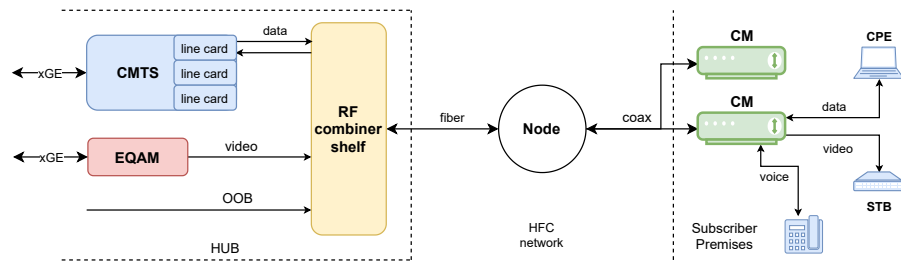 xGE
CMTS
line card
line card
line card
data
RF
combiner
shelf
xGE
EQAM
video
OOB
HUB
fiber
Node
coax
HFC
network
CM
CM
CPE
data
video
voice
STB
Subscriber
Premises